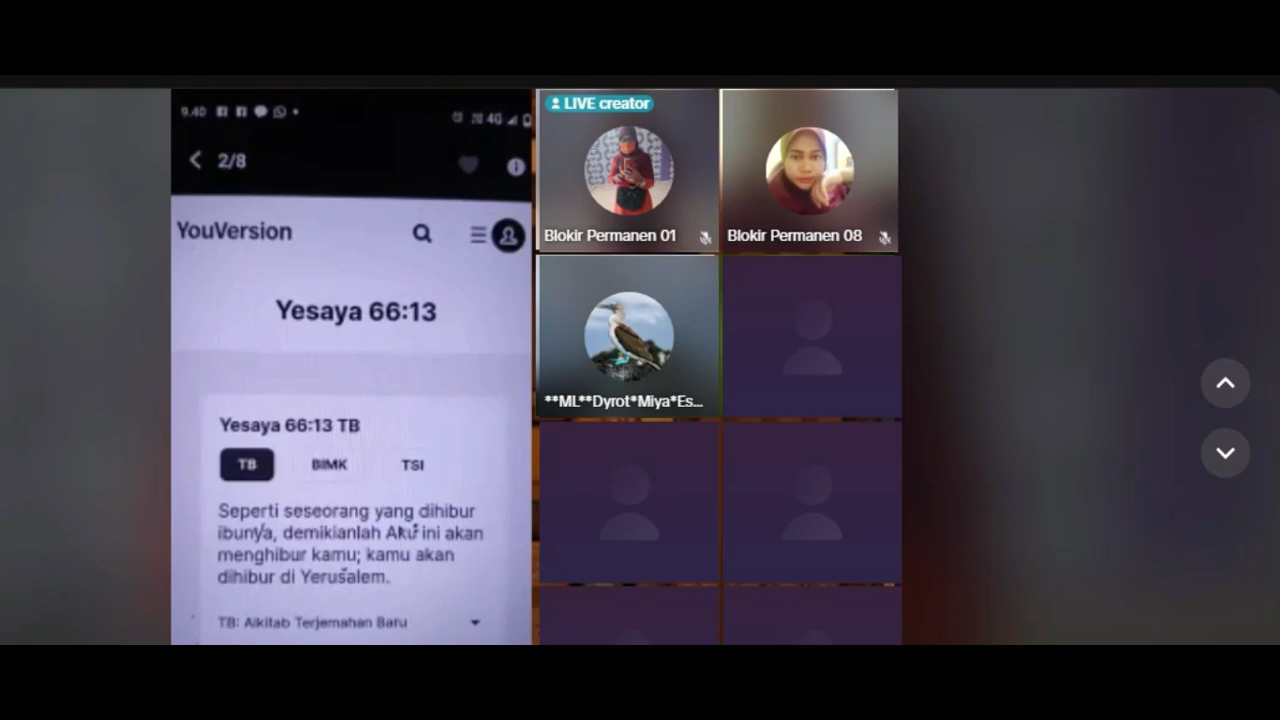 9.40
4G
2/8
YouVersion
Yesaya 66:13
Yesaya 66:13 TB
TB BIMK TSI
Seperti seseorang yang dihibur
ibunya, demikianlah Aku ini akan
menghibur kamu; kamu akan
dihibur di Yerusalem.
TB: Alkitab Terjemahan Baru
LIVE creator
Blokir Permanen 01
Blokir Permanen 08
**ML**Dyrot*Miya*Es...